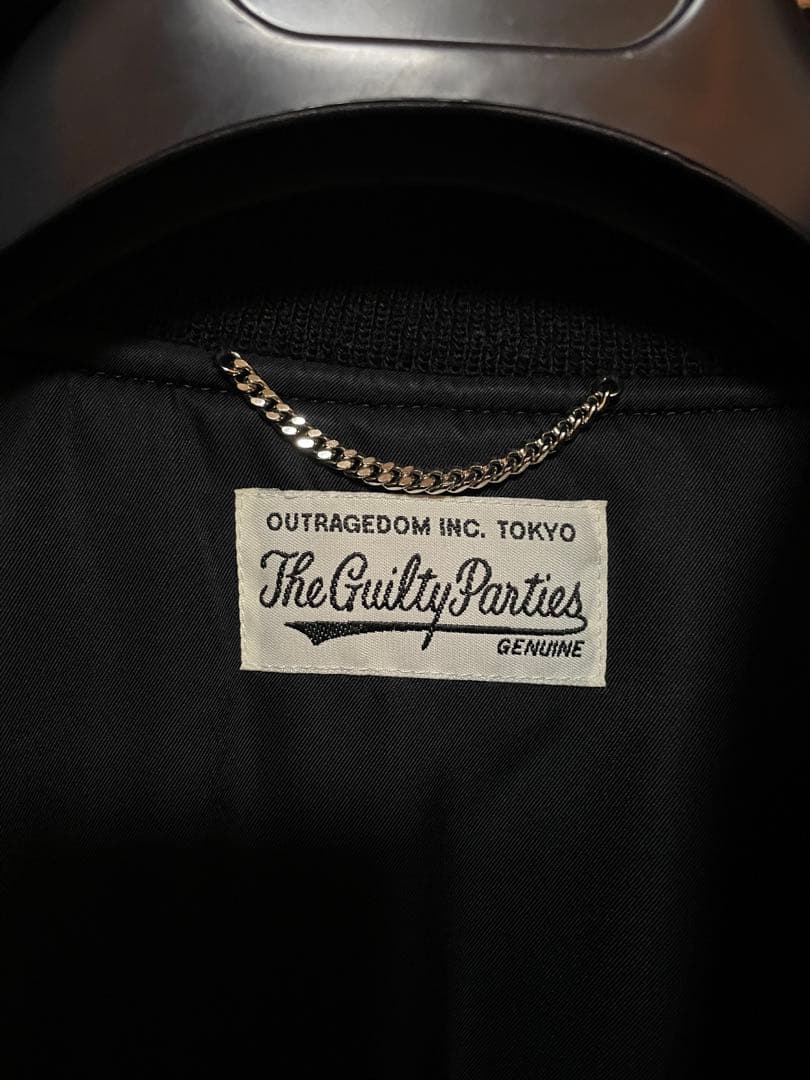 OUTRAGEDOM INC. TOKYO
The Guilty Parties
GENUINE